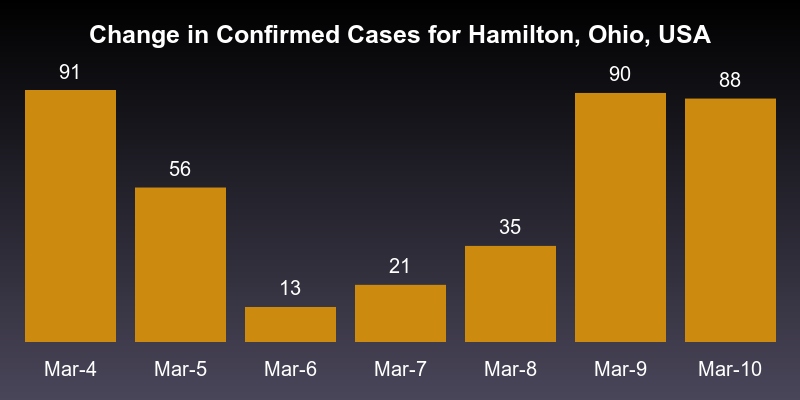 Change in Confirmed Cases for Hamilton, Ohio, USA
91
56
13
21
35
90
88
Mar-4
Mar-5
Mar-6
Mar-7
Mar-8
Mar-9
Mar-10